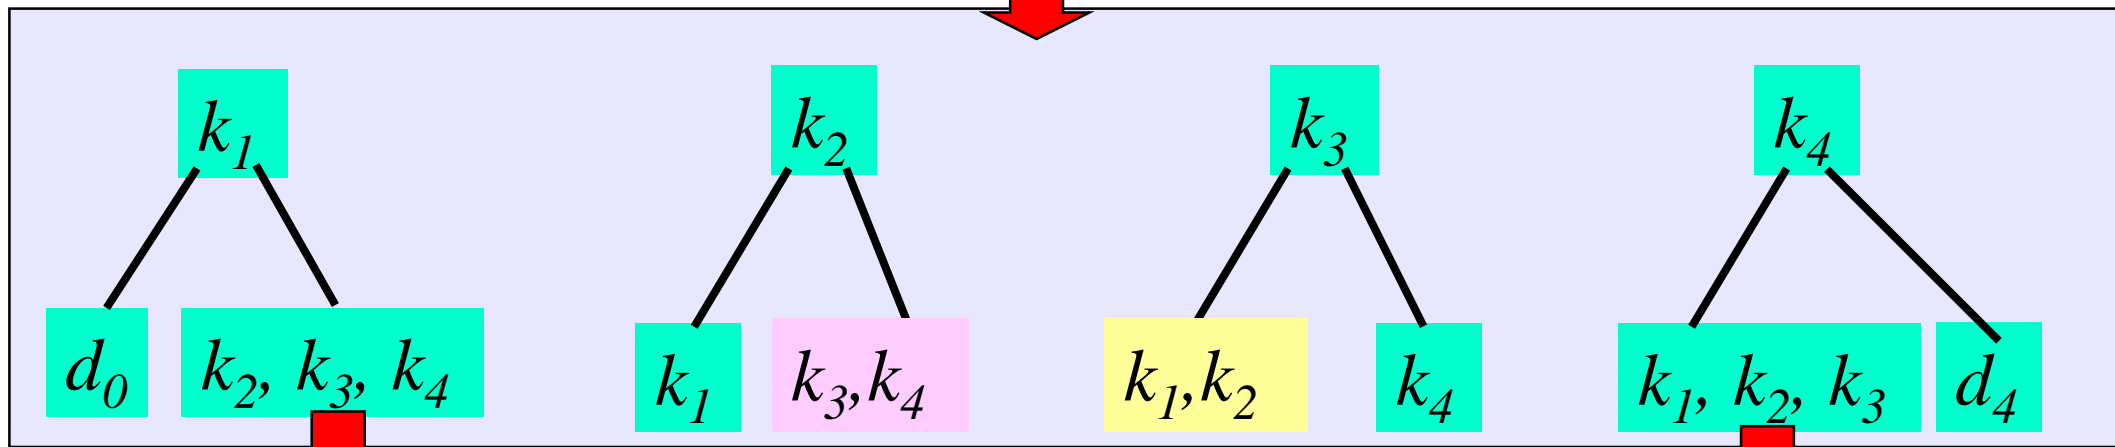 k₁ k₂ k₃ k₄
d₀ k₂, k₃, k₄ k₁ k₃,k₄ k₁,k₂ k₄ k₁, k₂, k₃ d₄